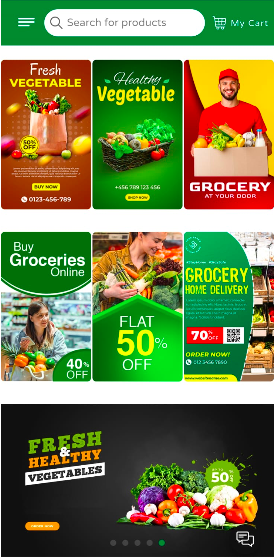 Search for products
My Cart
Fresh
VEGETABLE
50%
OFF
BUY NOW
0123-456-789
Healthy
Vegetable
+456 789 123 456
SHOP NOW
GROCERY
AT YOUR DOOR
Buy
Groceries
Online
40%
OFF
FLAT
50%
OFF
GROCERY
HOME DELIVERY
70%
OFF
ORDER NOW!
FRESH
&
HEALTHY
VEGETABLES
50%
ORDER NOW